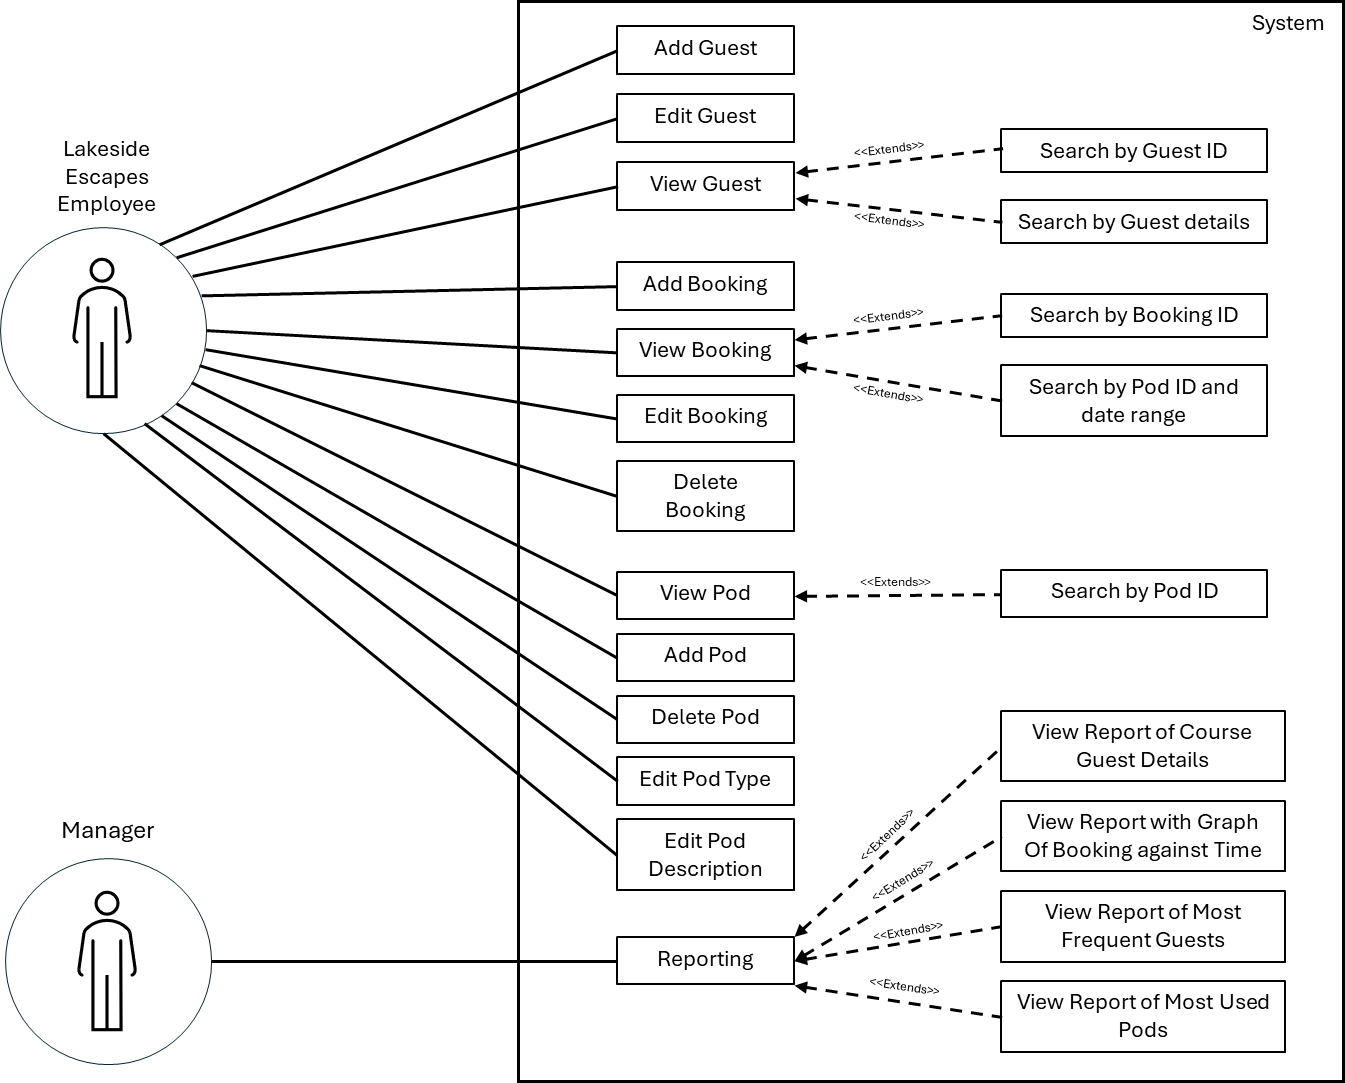 System
Add Guest
Edit Guest
Lakeside
Escapes
Employee
View Guest
<<Extends>>
Search by Guest ID
<<Extends>>
Search by Guest details
Add Booking
View Booking
<<Extends>>
Search by Booking ID
<<Extends>>
Search by Pod ID and
date range
Edit Booking
Delete
Booking
View Pod
<<Extends>>
Search by Pod ID
Add Pod
Delete Pod
Edit Pod Type
Edit Pod
Description
Manager
Reporting
<<Extends>>
View Report of Course
Guest Details
<<Extends>>
View Report with Graph
Of Booking against Time
<<Extends>>
View Report of Most
Frequent Guests
<<Extends>>
View Report of Most Used
Pods